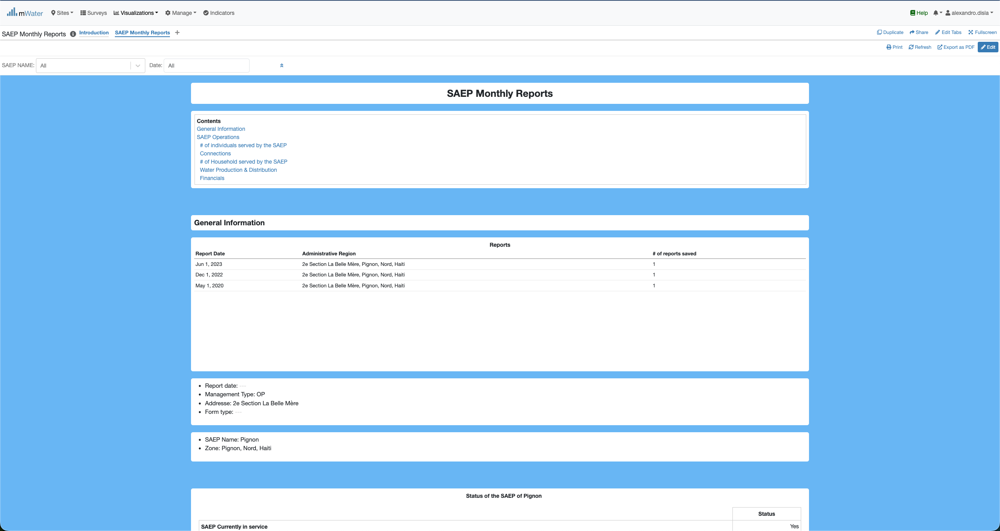 mWater Sites Surveys Visualizations Manage Indicators Help alexandro.disla
SAEP Monthly Reports Introduction SAEP Monthly Reports + Duplicate Share Edit Tabs Fullscreen
Print Refresh Export as PDF Edit
SAEP NAME: All Date: All
SAEP Monthly Reports
Contents
General Information
SAEP Operations
# of individuals served by the SAEP
Connections
# of Household served by the SAEP
Water Production & Distribution
Financials
General Information
Reports
Report Date Administrative Region # of reports saved
Jun 1, 2023 2e Section La Belle Mère, Pignon, Nord, Haiti 1
Dec 1, 2022 2e Section La Belle Mère, Pignon, Nord, Haiti 1
May 1, 2020 2e Section La Belle Mère, Pignon, Nord, Haiti 1
• Report date: ---
• Management Type: OP
• Addresse: 2e Section La Belle Mère
• Form type: ---
• SAEP Name: Pignon
• Zone: Pignon, Nord, Haiti
Status of the SAEP of Pignon
Status
SAEP Currently in service Yes